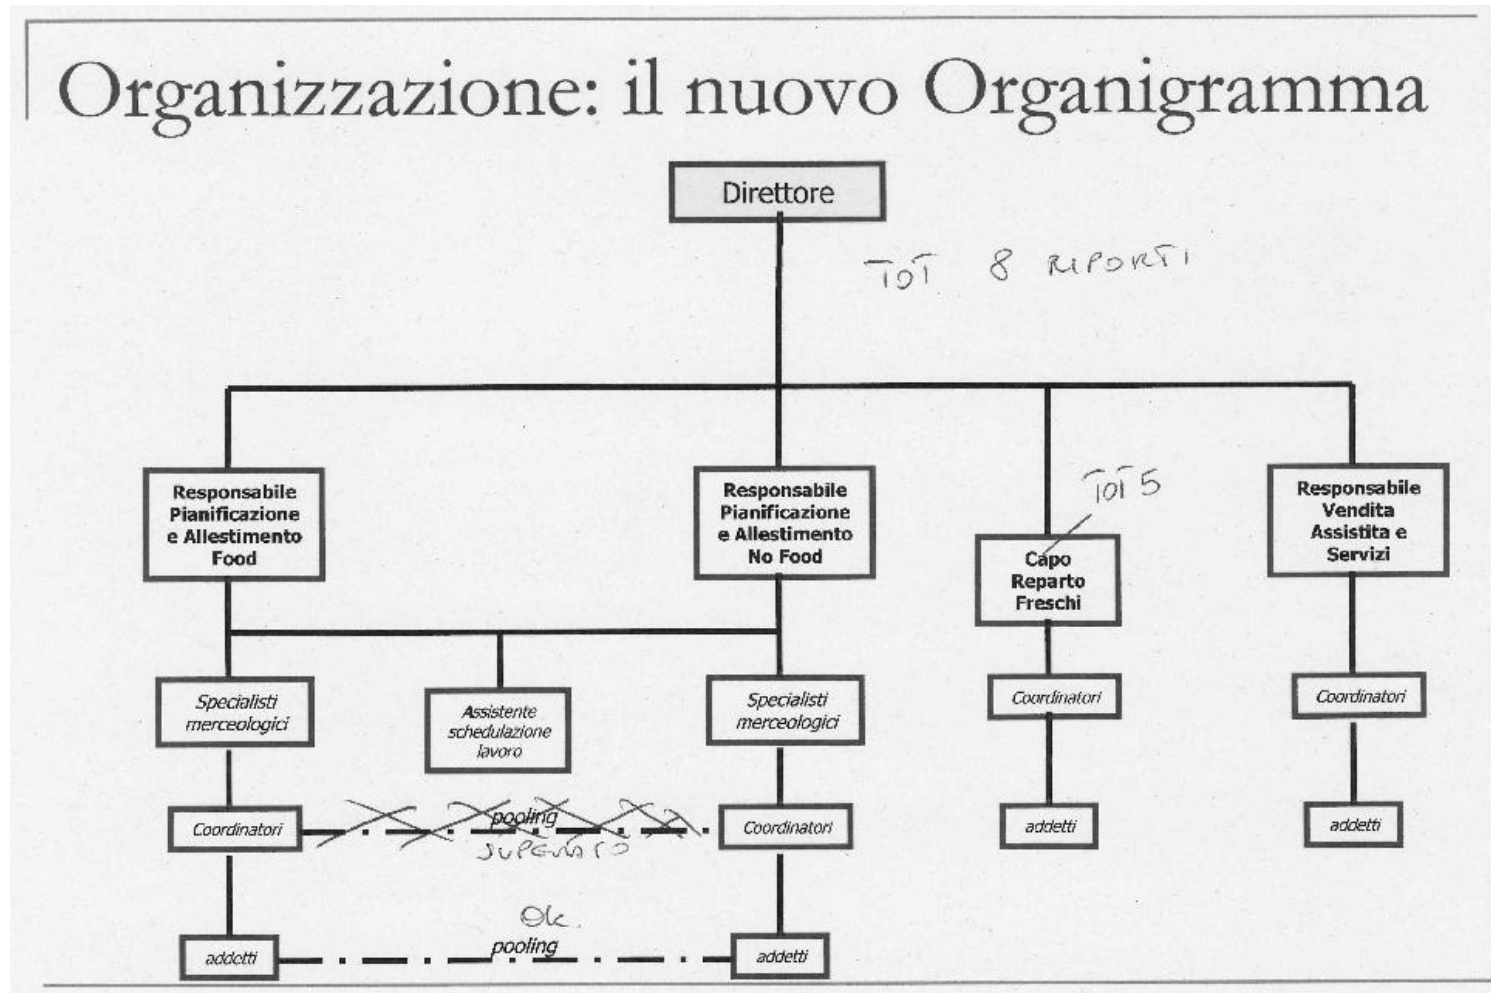 Organizzazione: il nuovo Organigramma
Direttore
TOT 8 RIPORTI
Responsabile
Pianificazione
e Allestimento
Food
Responsabile
Pianificazione
e Allestimento
No Food
TOT 5
Capo
Reparto
Freschi
Responsabile
Vendita
Assistita e
Servizi
Specialisti
merceologici
Assistente
schedulazione
lavoro
Specialisti
merceologici
Coordinatori
Coordinatori
Coordinatori
pooling
SUPERATO
Coordinatori
addetti
addetti
Ok
addetti
pooling
addetti